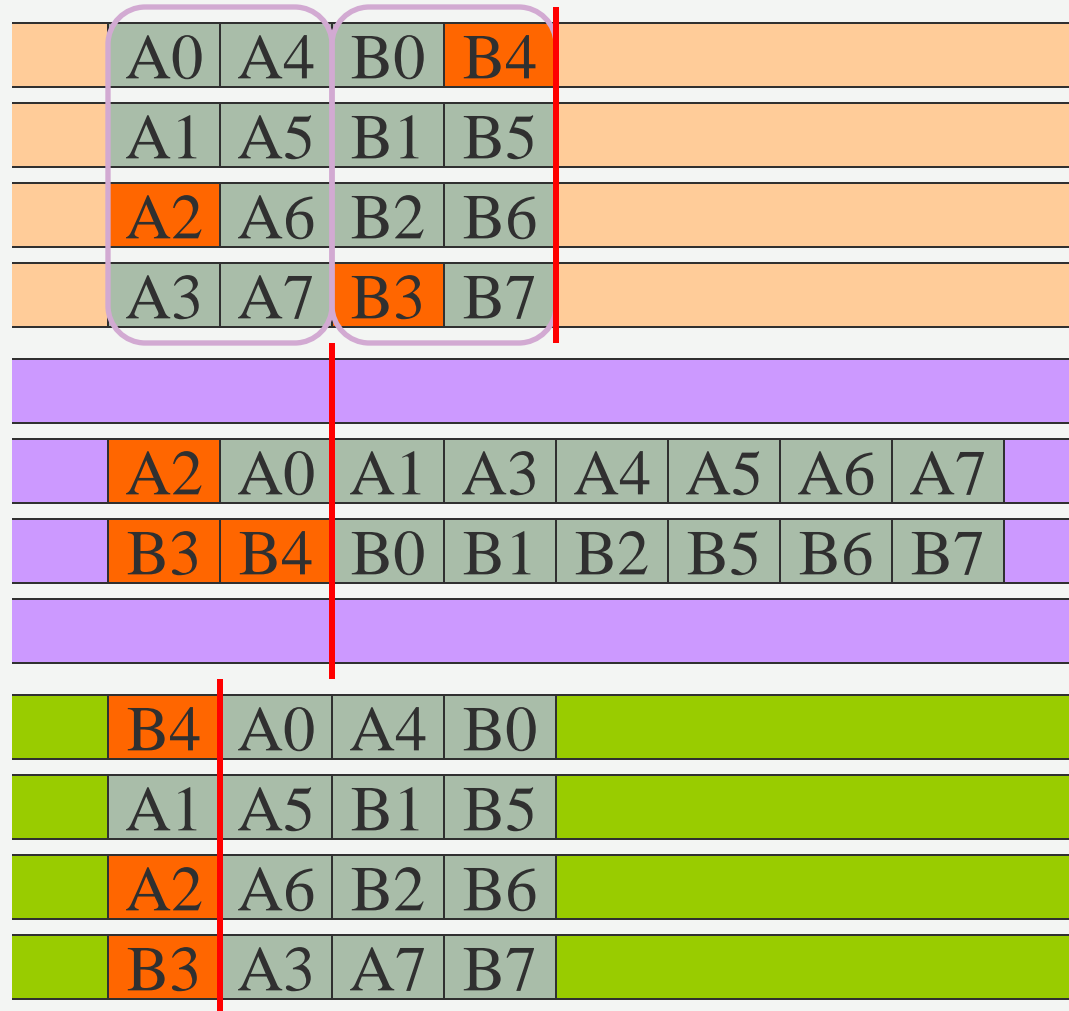 A0 A4 B0 B4
A1 A5 B1 B5
A2 A6 B2 B6
A3 A7 B3 B7
A2 A0 A1 A3 A4 A5 A6 A7
B3 B4 B0 B1 B2 B5 B6 B7
B4 A0 A4 B0
A1 A5 B1 B5
A2 A6 B2 B6
B3 A3 A7 B7